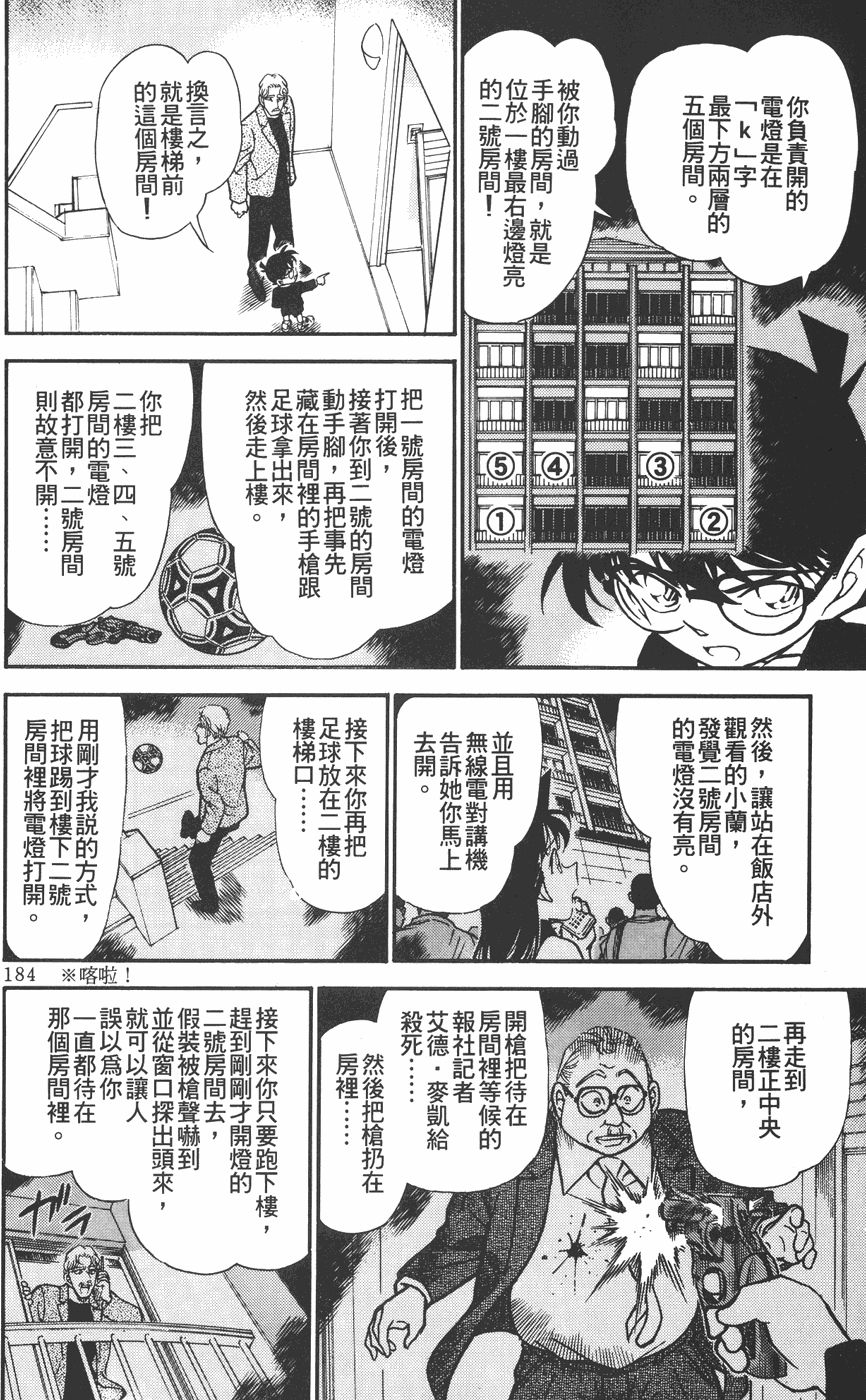 你負責開的
電燈是在
「k」字
最下方兩層的
五個房間。
被你動過
手腳的房間，就是
位於一樓最右邊燈亮
的二號房間！
⑤
④
③
①
②
換言之，
就是樓梯前
的這個房間！
把一號房間的電燈
打開後，
接著你到二號的房間
動手腳，再把事先
藏在房間裡的手槍跟
足球拿出來，
然後走上樓。
你把
二樓三、四、五號
房間的電燈
都打開，二號房間
則故意不開……
然後，讓站在飯店外
觀看的小蘭，
發覺二號房間
的電燈沒有亮。
並且用
無線電對講機
告訴她你馬上
去開。
接下來你再把
足球放在二樓的
樓梯口……
用剛才我説的方式，
把球踢到樓下二號
房間裡將電燈打開。
184 ※喀啦！
再走到
二樓正中央
的房間，
開槍把待在
房間裡等候的
報社記者
艾德．麥凱給
殺死……
然後把槍扔在
房裡……
接下來你只要跑下樓，
趕到剛剛才開燈的
二號房間去，
假裝被槍聲嚇到
並從窗口探出頭來，
就可以讓人
誤以爲你
一直都待在
那個房間裡。
ガラッ